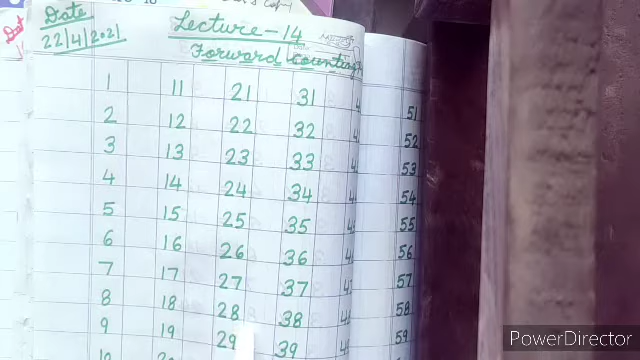 Date
22/4/2021
Lecture-14
Forward Counting
1 11 21 31 51
2 12 22 32 52
3 13 23 33 53
4 14 24 34 54
5 15 25 35 55
6 16 26 36 56
7 17 27 37 57
8 18 28 38 58
9 19 29 39 59
PowerDirector